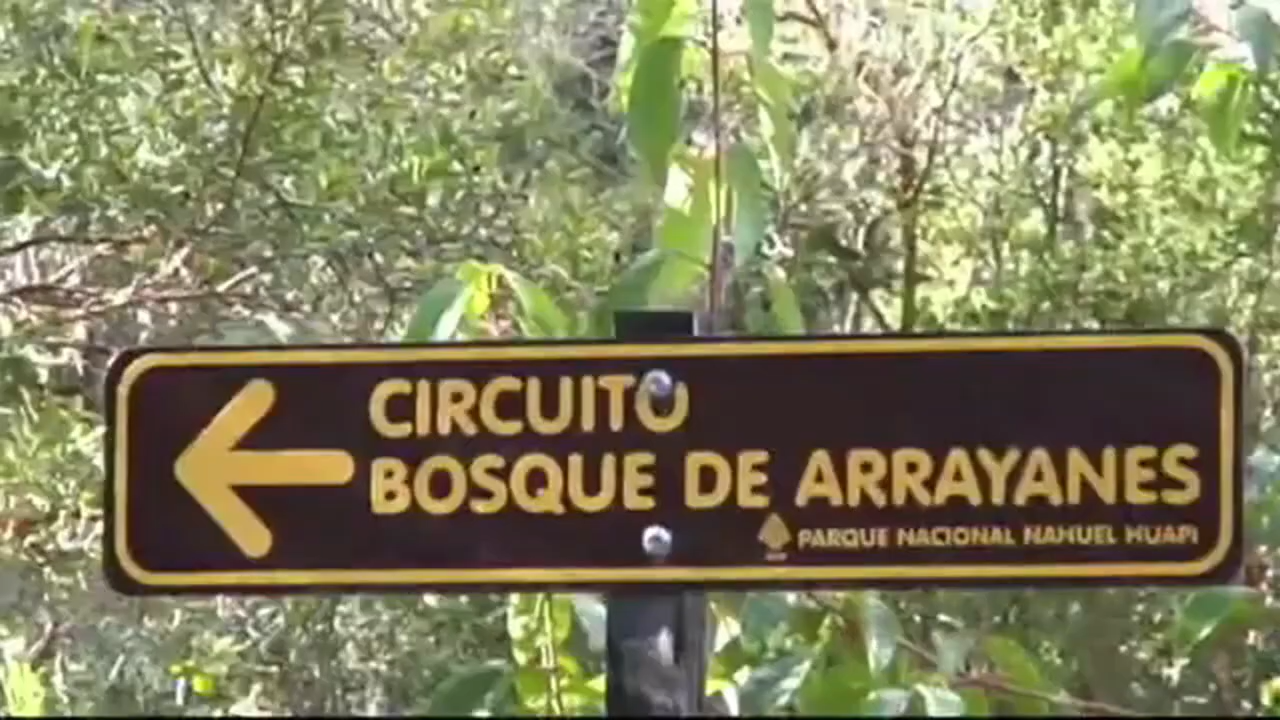 CIRCUITO
BOSQUE DE ARRAYANES
PARQUE NACIONAL NAHUEL HUAPI